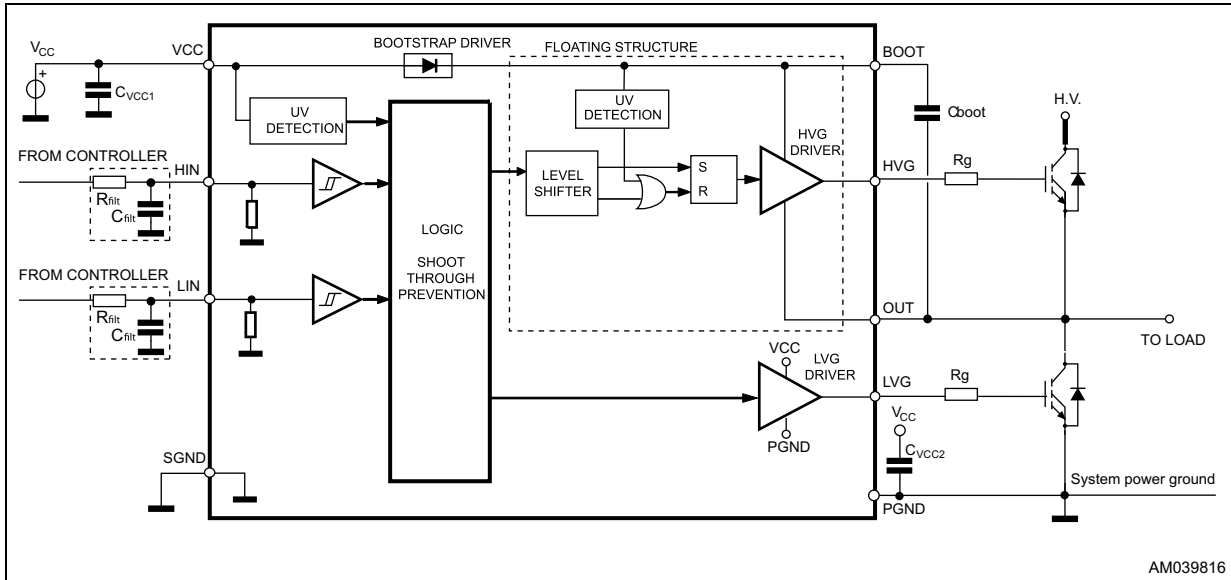 VCC
BOOTSTRAP DRIVER
FLOATING STRUCTURE
BOOT
VCC
+
CVCC1
UV
DETECTION
UV
DETECTION
Cboot
H.V.
FROM CONTROLLER
HIN
Rfilt
Cfilt
LEVEL
SHIFTER
S
R
HVG
DRIVER
HVG
Rg
LOGIC
SHOOT
THROUGH
PREVENTION
FROM CONTROLLER
LIN
Rfilt
Cfilt
OUT
TO LOAD
VCC
LVG
DRIVER
PGND
LVG
Rg
VCC
CVCC2
SGND
PGND
System power ground
AM039816